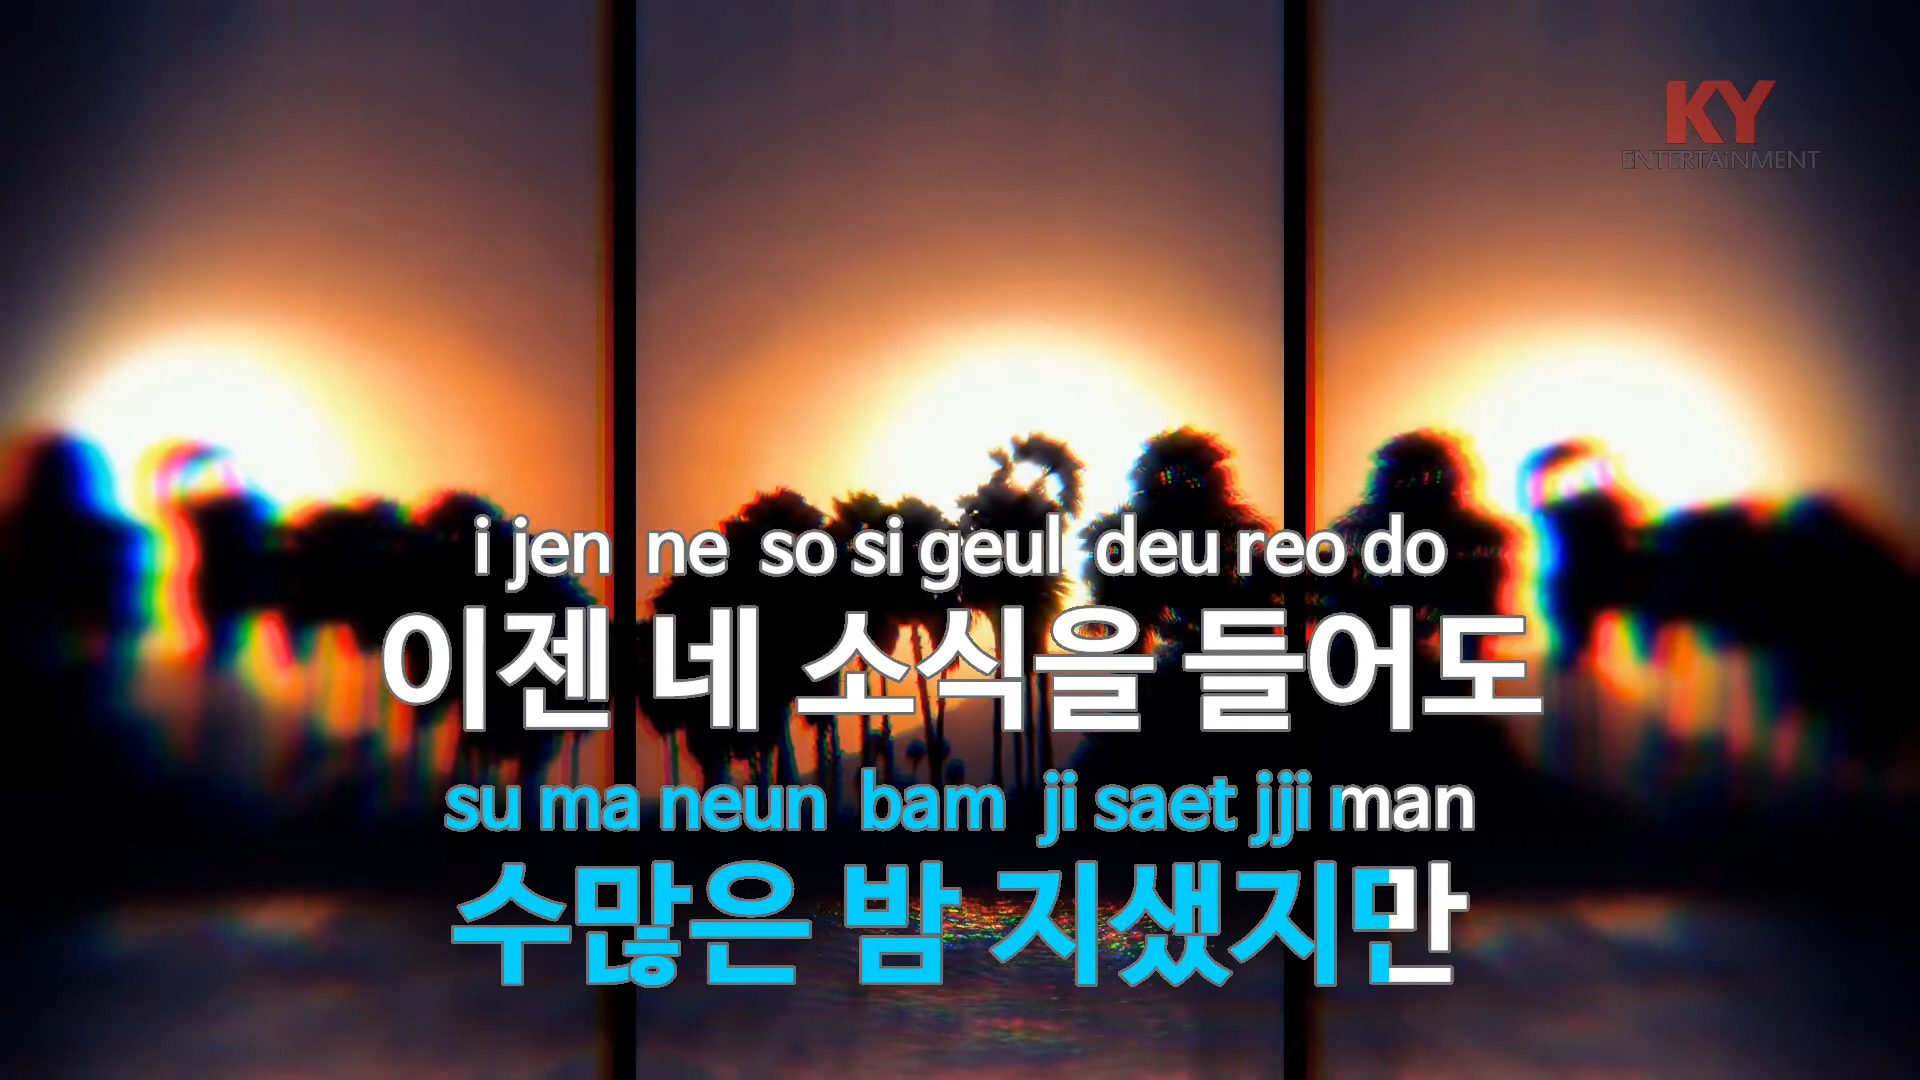 KY
ENTERTAiNMENT
i jen ne so si geul deu reo do
이젠 네 소식을 들어도
su ma neun bam ji saet jji man
수많은 밤 지샜지만